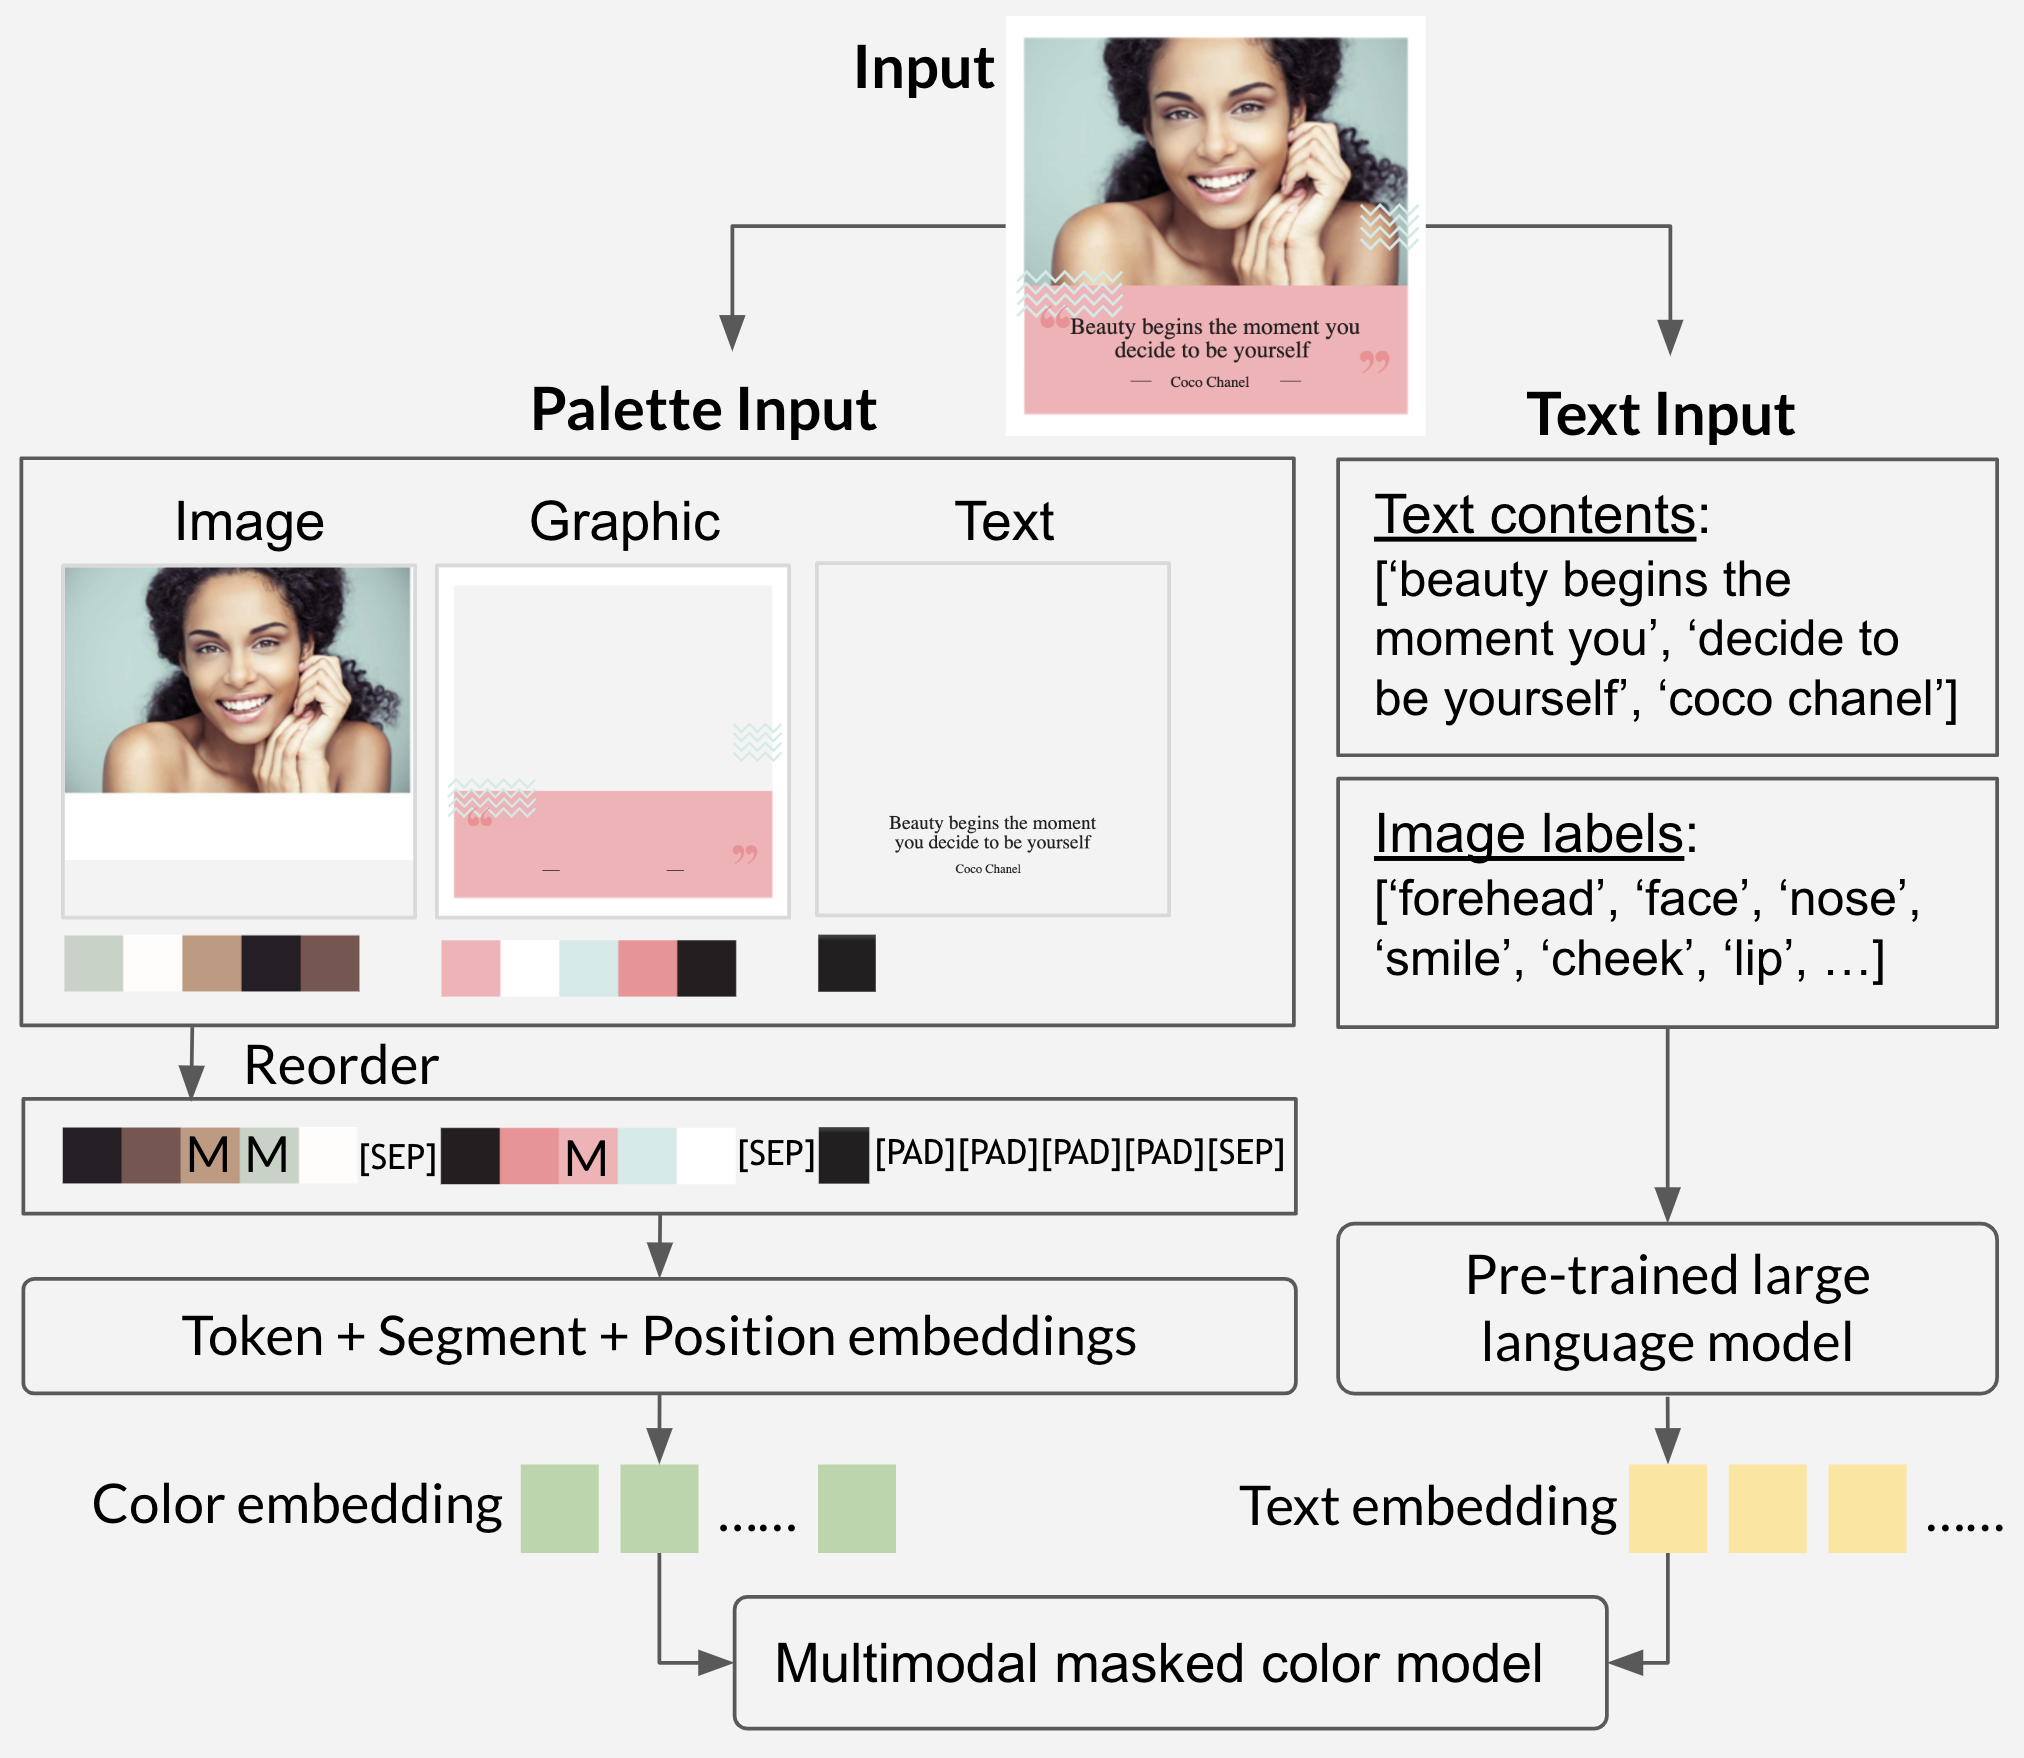 Input
Beauty begins the moment you
decide to be yourself
Coco Chanel
Palette Input
Image
Graphic
Text
“
”
Beauty begins the moment
you decide to be yourself
Coco Chanel
Reorder
M M [SEP] M [SEP] [PAD][PAD][PAD][PAD][SEP]
Token + Segment + Position embeddings
Color embedding
......
Text Input
Text contents:
[‘beauty begins the
moment you’, ‘decide to
be yourself’, ‘coco chanel’]
Image labels:
[‘forehead’, ‘face’, ‘nose’,
‘smile’, ‘cheek’, ‘lip’, …]
Pre-trained large
language model
Text embedding
......
Multimodal masked color model